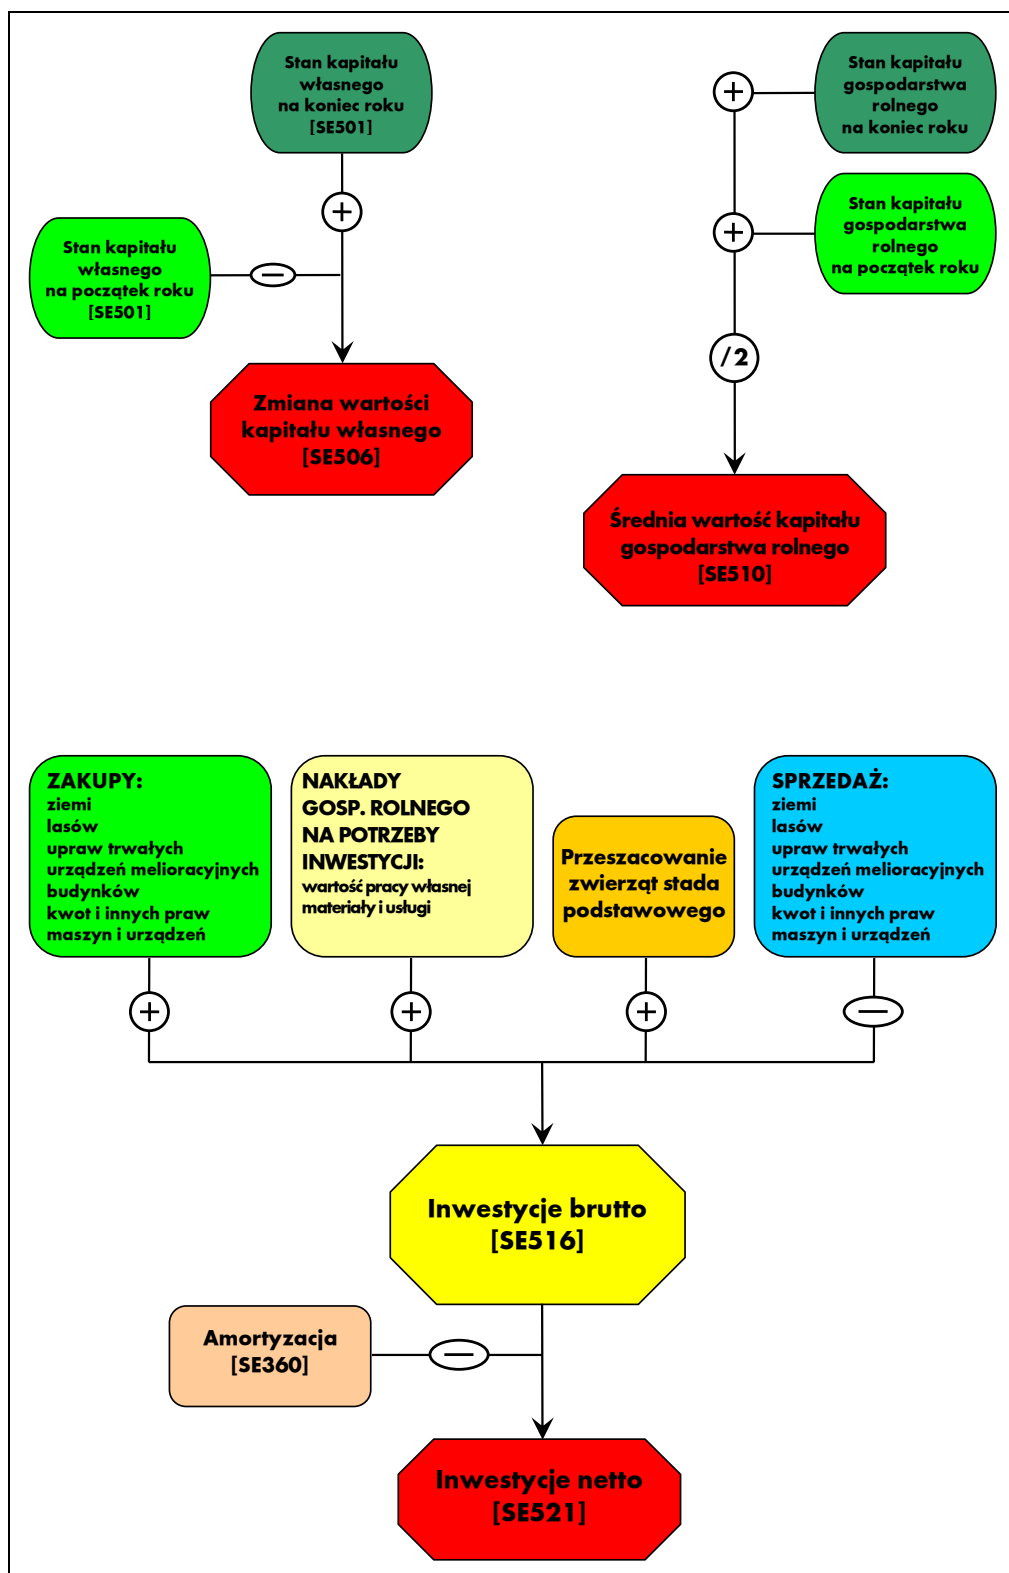 Stan kapitału
własnego
na koniec roku
[SE501]
+
Stan kapitału
własnego
na początek roku
[SE501]
−
Zmiana wartości
kapitału własnego
[SE506]
Stan kapitału
gospodarstwa
rolnego
na koniec roku
+
Stan kapitału
gospodarstwa
rolnego
na początek roku
+
/2
Średnia wartość kapitału
gospodarstwa rolnego
[SE510]
ZAKUPY:
ziemi
lasów
upraw trwałych
urządzeń melioracyjnych
budynków
kwot i innych praw
maszyn i urządzeń
NAKŁADY
GOSP. ROLNEGO
NA POTRZEBY
INWESTYCJI:
wartość pracy własnej
materiały i usługi
Przeszacowanie
zwierząt stada
podstawowego
SPRZEDAŻ:
ziemi
lasów
upraw trwałych
urządzeń melioracyjnych
budynków
kwot i innych praw
maszyn i urządzeń
+
+
+
−
Inwestycje brutto
[SE516]
Amortyzacja
[SE360]
−
Inwestycje netto
[SE521]